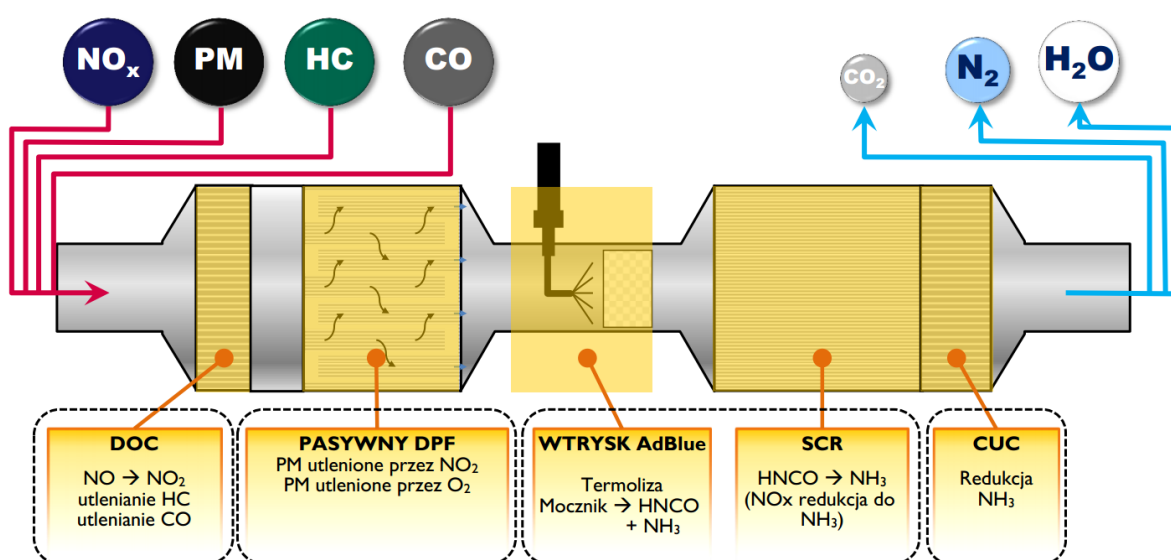 NOₓ
PM
HC
CO
CO₂
N₂
H₂O
DOC
NO → NO₂
utlenianie HC
utlenianie CO
PASYWNY DPF
PM utlenione przez NO₂
PM utlenione przez O₂
WTRYSK AdBlue
Termoliza
Mocznik → HNCO
+ NH₃
SCR
HNCO → NH₃
(NOx redukcja do
NH₃)
CUC
Redukcja
NH₃